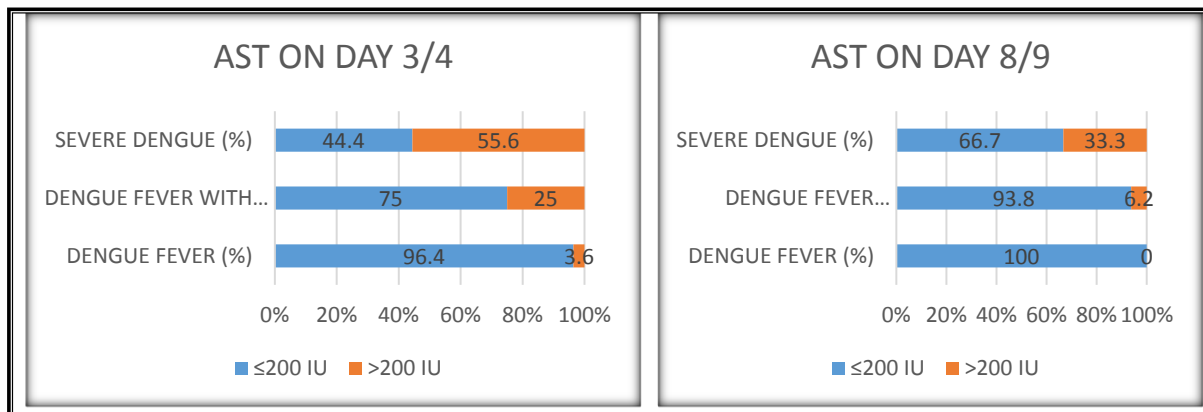 AST ON DAY 3/4
SEVERE DENGUE (%)
44.4
55.6
DENGUE FEVER WITH...
75
25
DENGUE FEVER (%)
96.4
3.6
0% 20% 40% 60% 80% 100%
≤200 IU >200 IU
AST ON DAY 8/9
SEVERE DENGUE (%)
66.7
33.3
DENGUE FEVER...
93.8
6.2
DENGUE FEVER (%)
100
0
0% 20% 40% 60% 80% 100%
≤200 IU >200 IU